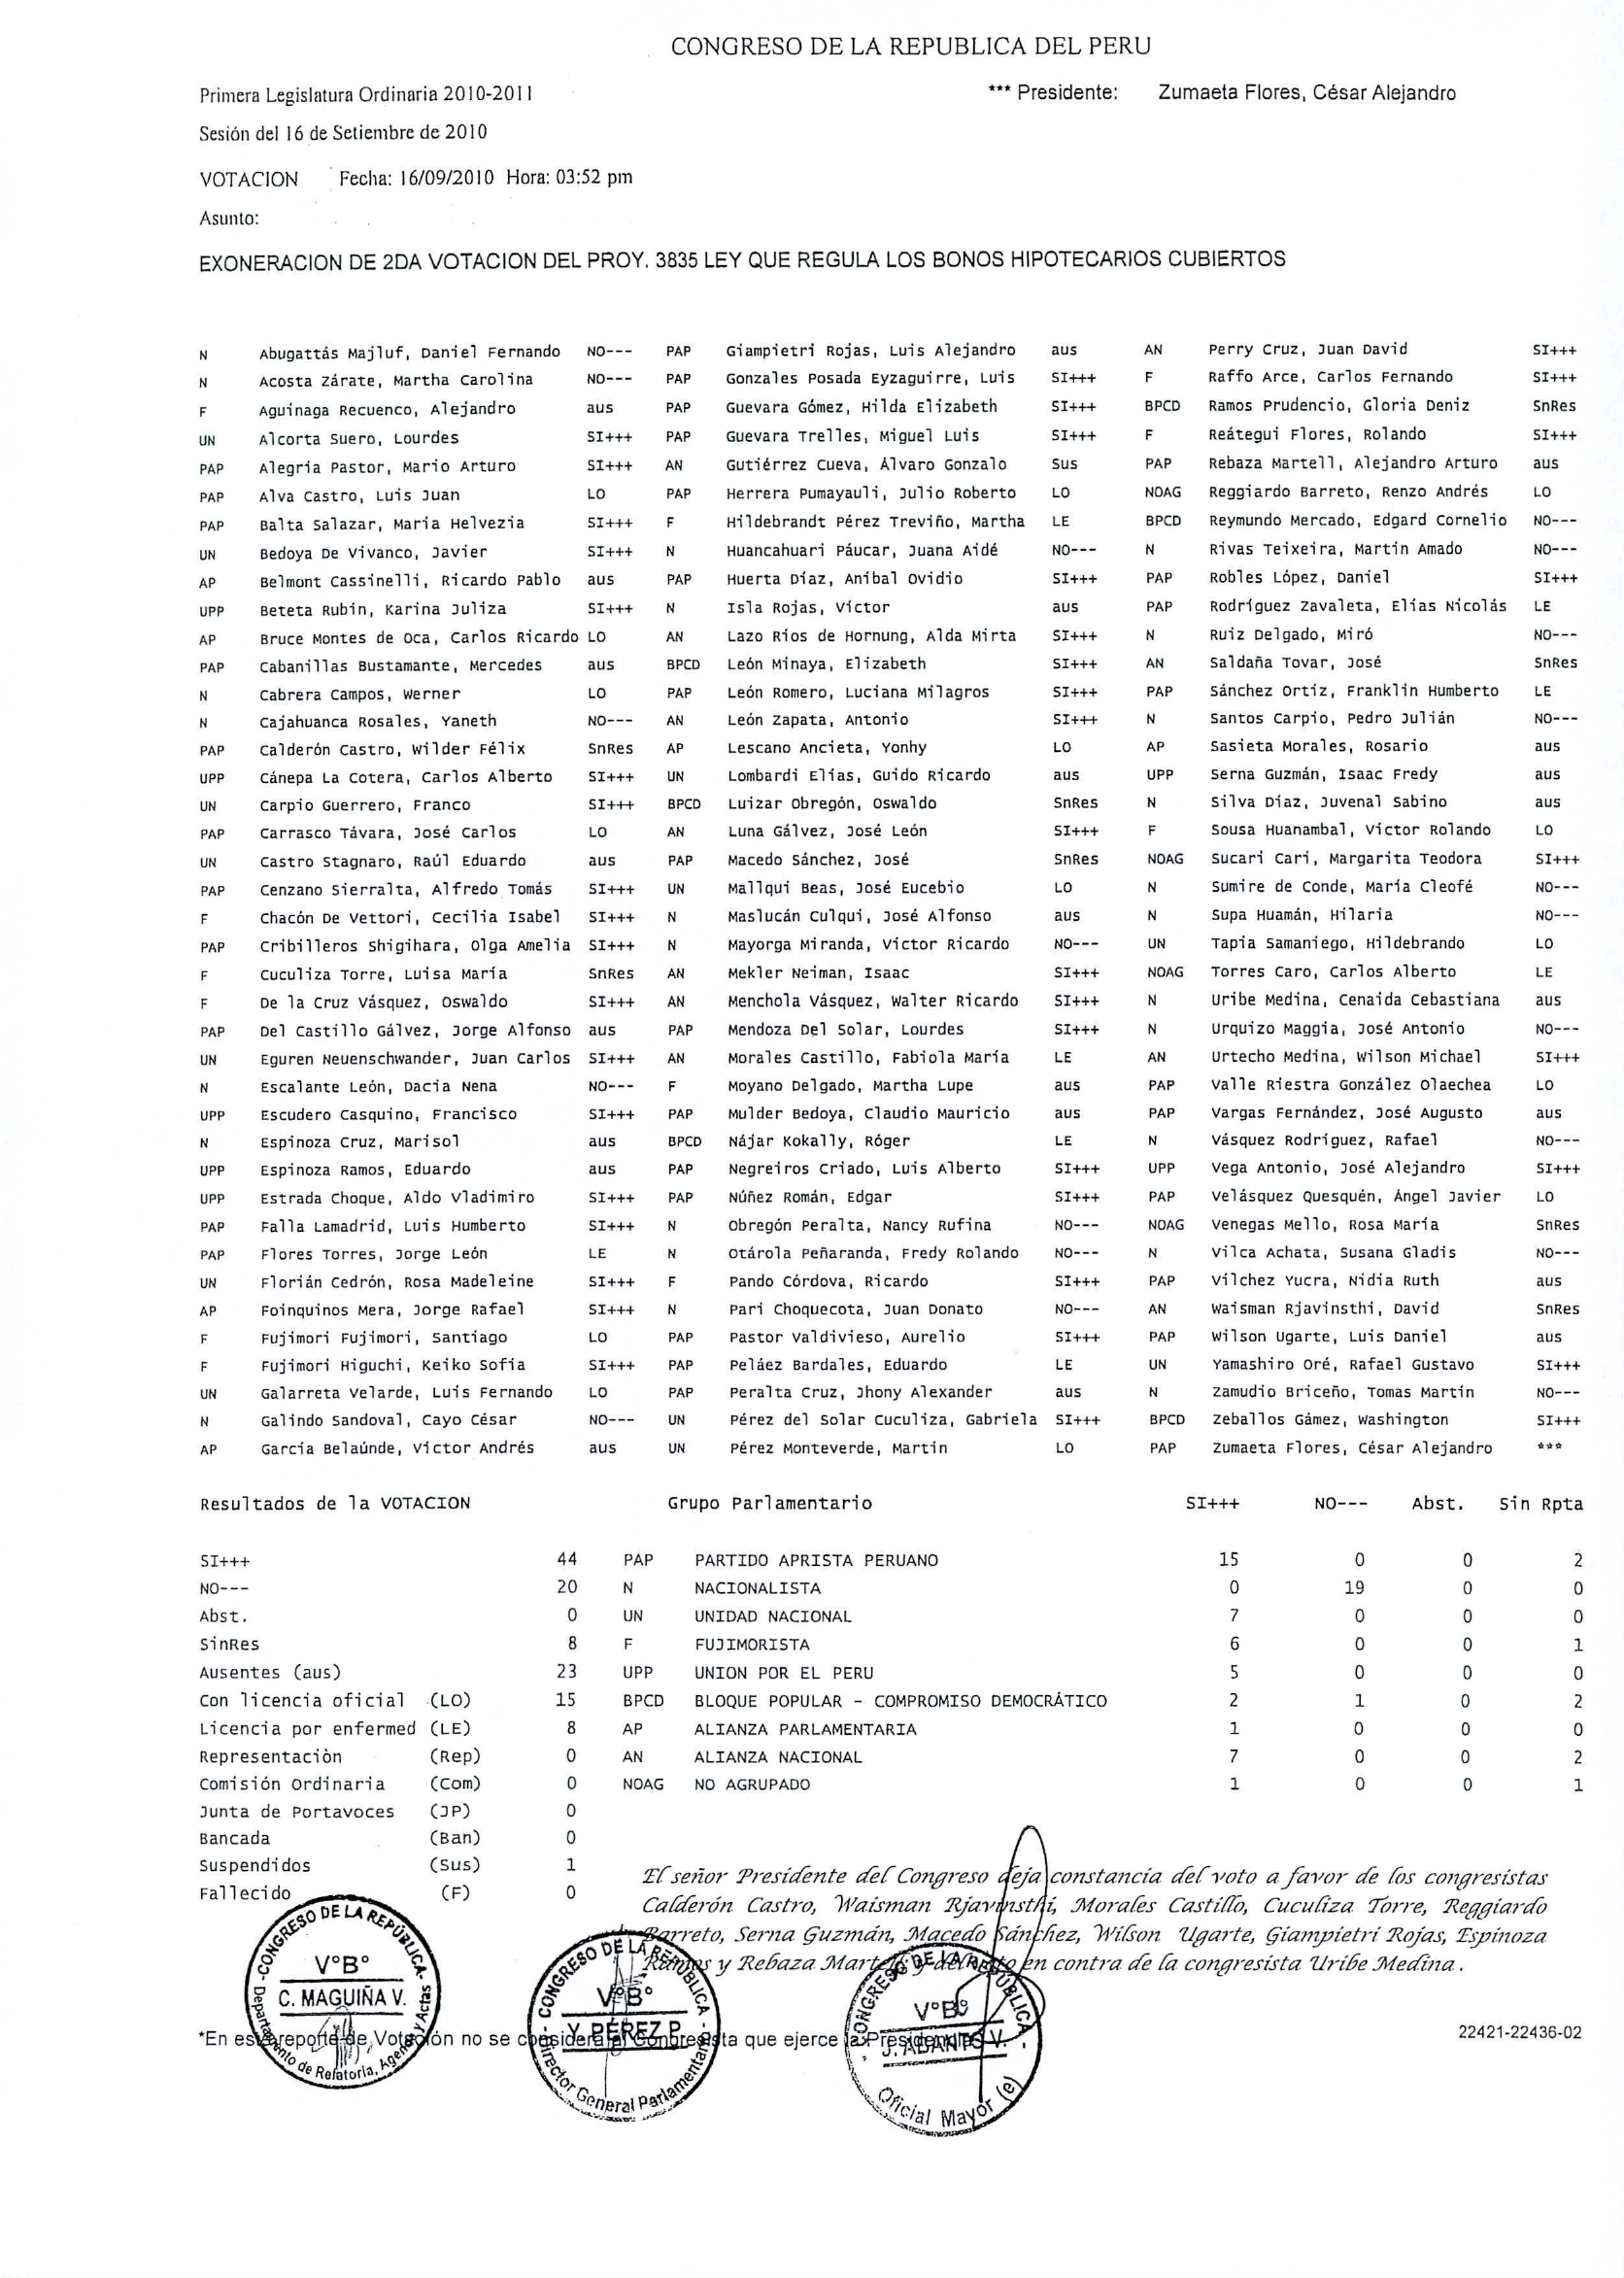 CONGRESO DE LA REPUBLICA DEL PERU
Primera Legislatura Ordinaria 2010-2011 *** Presidente: Zumaeta Flores, César Alejandro
Sesión del 16 de Setiembre de 2010
VOTACION Fecha: 16/09/2010 Hora: 03:52 pm
Asunto:
EXONERACION DE 2DA VOTACION DEL PROY. 3835 LEY QUE REGULA LOS BONOS HIPOTECARIOS CUBIERTOS
N Abugattás Majluf, Daniel Fernando NO--- PAP Giampietri Rojas, Luis Alejandro aus AN Perry Cruz, Juan David SI+++
N Acosta Zárate, Martha Carolina NO--- PAP Gonzales Posada Eyzaguirre, Luis SI+++ F Raffo Arce, Carlos Fernando SI+++
F Aguinaga Recuenco, Alejandro aus PAP Guevara Gómez, Hilda Elizabeth SI+++ BPCD Ramos Prudencio, Gloria Deniz SnRes
UN Alcorta Suero, Lourdes SI+++ PAP Guevara Trelles, Miguel Luis SI+++ F Reátegui Flores, Rolando SI+++
PAP Alegría Pastor, Mario Arturo SI+++ AN Gutiérrez Cueva, Álvaro Gonzalo Sus PAP Rebaza Martell, Alejandro Arturo aus
PAP Alva Castro, Luis Juan LO PAP Herrera Pumayauli, Julio Roberto LO NOAG Reggiardo Barreto, Renzo Andrés LO
PAP Balta Salazar, María Helvezia SI+++ F Hildebrandt Pérez Treviño, Martha LE BPCD Reymundo Mercado, Edgard Cornelio NO---
UN Bedoya De Vivanco, Javier SI+++ N Huancahuari Páucar, Juana Aidé NO--- N Rivas Teixeira, Martin Amado NO---
AP Belmont Cassinelli, Ricardo Pablo aus PAP Huerta Díaz, Aníbal Ovidio SI+++ PAP Robles López, Daniel SI+++
UPP Beteta Rubín, Karina Juliza SI+++ N Isla Rojas, Víctor aus PAP Rodríguez Zavaleta, Elías Nicolás LE
AP Bruce Montes de Oca, Carlos Ricardo LO AN Lazo Ríos de Hornung, Alda Mirta SI+++ N Ruiz Delgado, Miró NO---
PAP Cabanillas Bustamante, Mercedes aus BPCD León Minaya, Elizabeth SI+++ AN Saldaña Tovar, José SnRes
N Cabrera Campos, Werner LO PAP León Romero, Luciana Milagros SI+++ PAP Sánchez Ortiz, Franklin Humberto LE
N Cajahuanca Rosales, Yaneth NO--- AN León Zapata, Antonio SI+++ N Santos Carpio, Pedro Julián NO---
PAP Calderón Castro, Wilder Félix SnRes AP Lescano Ancieta, Yonhy LO AP Sasieta Morales, Rosario aus
UPP Cánepa La Cotera, Carlos Alberto SI+++ UN Lombardi Elías, Guido Ricardo aus UPP Serna Guzmán, Isaac Fredy aus
UN Carpio Guerrero, Franco SI+++ BPCD Luizar Obregón, Oswaldo SnRes N Silva Díaz, Juvenal Sabino aus
PAP Carrasco Távara, José Carlos LO AN Luna Gálvez, José León SI+++ F Sousa Huanambal, Víctor Rolando LO
UN Castro Stagnaro, Raúl Eduardo aus PAP Macedo Sánchez, José SnRes NOAG Sucari Cari, Margarita Teodora SI+++
PAP Cenzano Sierralta, Alfredo Tomás SI+++ UN Mallqui Beas, José Eucebio LO N Sumire de Conde, María Cleofé NO---
F Chacón De Vettori, Cecilia Isabel SI+++ N Maslucán Culqui, José Alfonso aus N Supa Huamán, Hilaria NO---
PAP Cribilleros Shigihara, Olga Amelia SI+++ N Mayorga Miranda, Víctor Ricardo NO--- UN Tapia Samaniego, Hildebrando LO
F Cuculiza Torre, Luisa María SnRes AN Mekler Neiman, Isaac SI+++ NOAG Torres Caro, Carlos Alberto LE
F De la Cruz Vásquez, Oswaldo SI+++ AN Menchola Vásquez, Walter Ricardo SI+++ N Uribe Medina, Cenaida Cebastiana aus
PAP Del Castillo Gálvez, Jorge Alfonso aus PAP Mendoza Del Solar, Lourdes SI+++ N Urquizo Maggia, José Antonio NO---
UN Eguren Neuenschwander, Juan Carlos SI+++ AN Morales Castillo, Fabiola María LE AN Urtecho Medina, Wilson Michael SI+++
N Escalante León, Dacia Nena NO--- F Moyano Delgado, Martha Lupe aus PAP Valle Riestra González Olaechea LO
UPP Escudero Casquino, Francisco SI+++ PAP Mulder Bedoya, Claudio Mauricio aus PAP Vargas Fernández, José Augusto aus
N Espinoza Cruz, Marisol aus BPCD Nájar Kokally, Róger LE N Vásquez Rodríguez, Rafael NO---
UPP Espinoza Ramos, Eduardo aus PAP Negreiros Criado, Luis Alberto SI+++ UPP Vega Antonio, José Alejandro SI+++
UPP Estrada Choque, Aldo Vladimiro SI+++ PAP Núñez Román, Edgar SI+++ PAP Velásquez Quesquén, Ángel Javier LO
PAP Falla Lamadrid, Luis Humberto SI+++ N Obregón Peralta, Nancy Rufina NO--- NOAG Venegas Mello, Rosa María SnRes
PAP Flores Torres, Jorge León LE N Otárola Peñaranda, Fredy Rolando NO--- N Vilca Achata, Susana Gladis NO---
UN Florián Cedrón, Rosa Madeleine SI+++ F Pando Córdova, Ricardo SI+++ PAP Vilchez Yucra, Nidia Ruth aus
AP Foinquinos Mera, Jorge Rafael SI+++ N Pari Choquecota, Juan Donato NO--- AN Waisman Rjavinsthi, David SnRes
F Fujimori Fujimori, Santiago LO PAP Pastor Valdivieso, Aurelio SI+++ PAP Wilson Ugarte, Luis Daniel aus
F Fujimori Higuchi, Keiko Sofía SI+++ PAP Peláez Bardales, Eduardo LE UN Yamashiro Oré, Rafael Gustavo SI+++
UN Galarreta Velarde, Luis Fernando LO PAP Peralta Cruz, Jhony Alexander aus N Zamudio Briceño, Tomas Martín NO---
N Galindo Sandoval, Cayo César NO--- UN Pérez del Solar Cuculiza, Gabriela SI+++ BPCD Zeballos Gámez, Washington SI+++
AP García Belaúnde, Víctor Andrés aus UN Pérez Monteverde, Martín LO PAP Zumaeta Flores, César Alejandro ***
Resultados de la VOTACION Grupo Parlamentario SI+++ NO--- Abst. Sin Rpta
SI+++ 44 PAP PARTIDO APRISTA PERUANO 15 0 0 2
NO--- 20 N NACIONALISTA 0 19 0 0
Abst. 0 UN UNIDAD NACIONAL 7 0 0 0
SinRes 8 F FUJIMORISTA 6 0 0 1
Ausentes (aus) 23 UPP UNION POR EL PERU 5 0 0 0
Con licencia oficial (LO) 15 BPCD BLOQUE POPULAR - COMPROMISO DEMOCRÁTICO 2 1 0 2
Licencia por enfermed (LE) 8 AP ALIANZA PARLAMENTARIA 1 0 0 0
Representaciòn (Rep) 0 AN ALIANZA NACIONAL 7 0 0 2
Comisión Ordinaria (Com) 0 NOAG NO AGRUPADO 1 0 0 1
Junta de Portavoces (JP) 0
Bancada (Ban) 0
Suspendidos (Sus) 1
Fallecido (F) 0
El señor Presidente del Congreso deja constancia del voto a favor de los congresistas
Calderón Castro, Waisman Rjavinsthi, Morales Castillo, Cuculiza Torre, Reggiardo
Barreto, Serna Guzmán, Macedo Sánchez, Wilson Ugarte, Giampietri Rojas, Espinoza
Ramos y Rebaza Martell y del voto en contra de la congresista Uribe Medina.
CONGRESO DE LA REPÚBLICA
V°B°
C. MAGUIÑA V.
Departamento de Relatoría, Agenda y Actas
CONGRESO DE LA REPÚBLICA
V°B°
Y. PÉREZ P.
Director General Parlamentario
CONGRESO DE LA REPÚBLICA
V°B°
J. ABANTO V.
Oficial Mayor (e)
*En este reporte de Votación no se considera al Congresista que ejerce la Presidencia 22421-22436-02